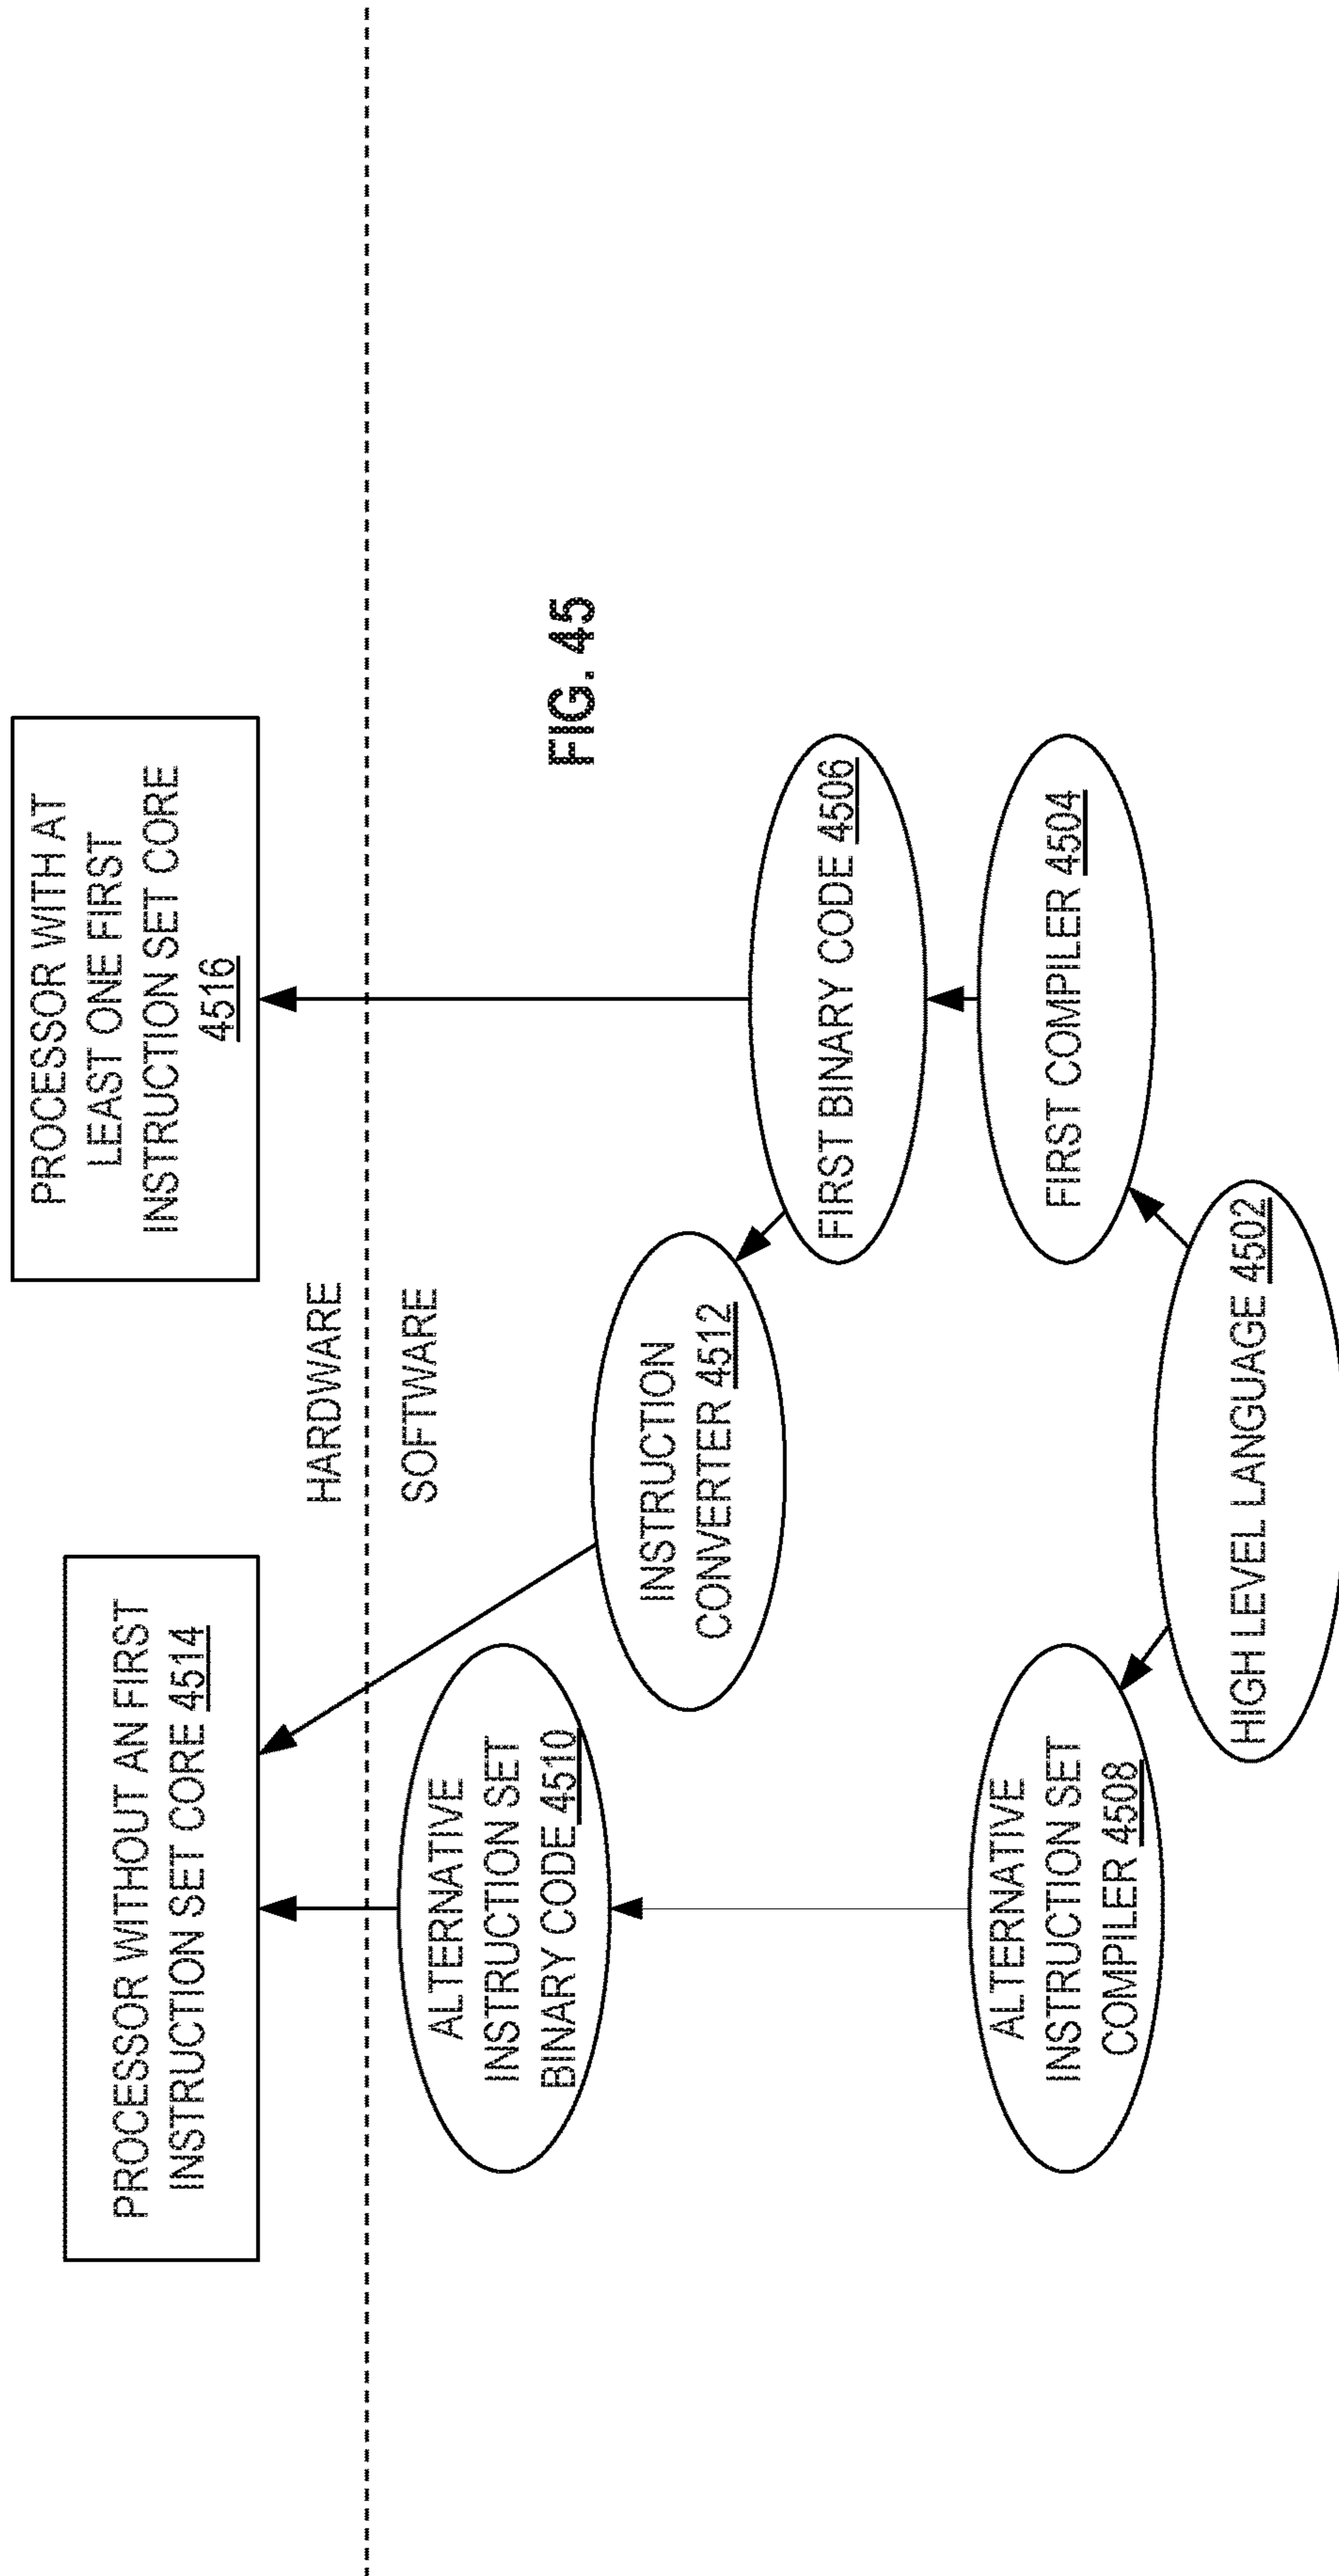 PROCESSOR WITHOUT AN FIRST
INSTRUCTION SET CORE 4514
PROCESSOR WITH AT
LEAST ONE FIRST
INSTRUCTION SET CORE
4516
HARDWARE
SOFTWARE
ALTERNATIVE
INSTRUCTION SET
BINARY CODE 4510
INSTRUCTION
CONVERTER 4512
FIG. 45
FIRST BINARY CODE 4506
ALTERNATIVE
INSTRUCTION SET
COMPILER 4508
FIRST COMPILER 4504
HIGH LEVEL LANGUAGE 4502